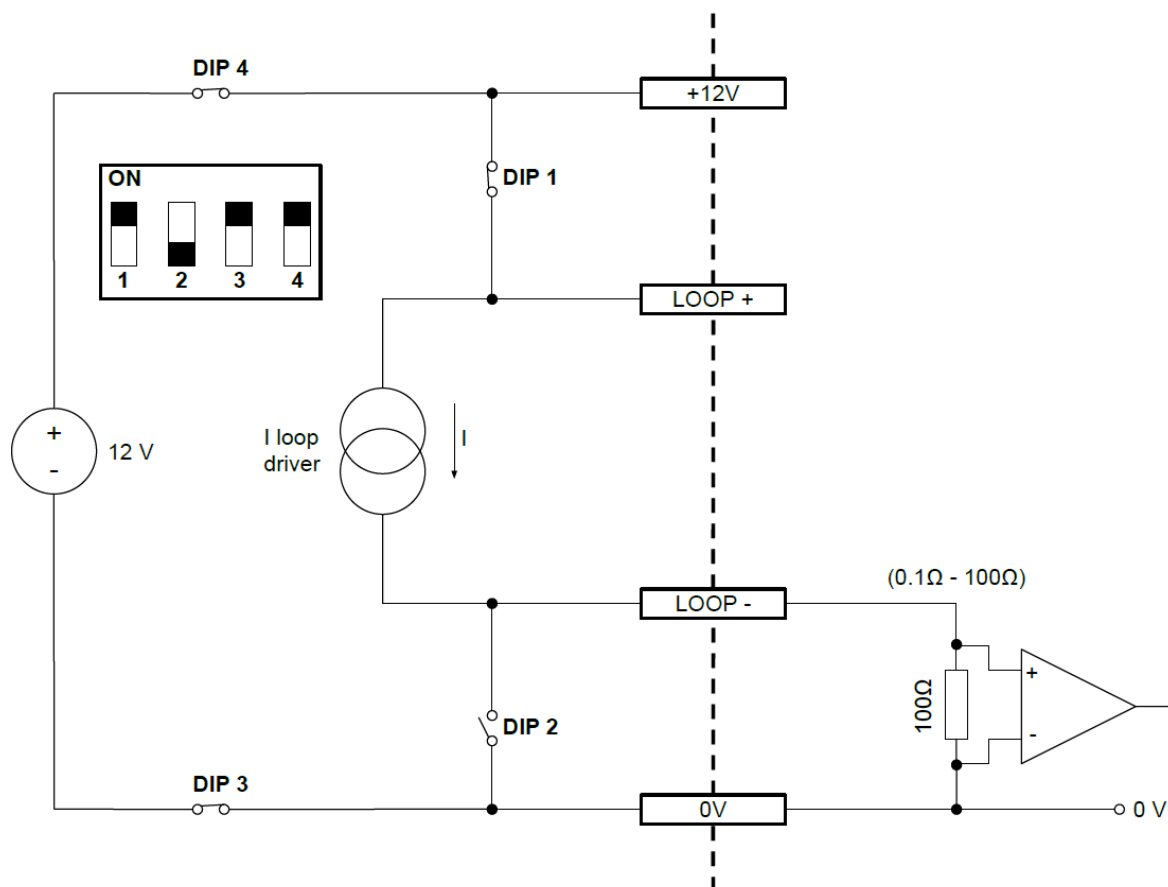 DIP 4
+12V
ON
1 2 3 4
DIP 1
LOOP +
+
-
12 V
I loop
driver
I
(0.1Ω - 100Ω)
LOOP -
100Ω
+
-
DIP 2
DIP 3
0V
0 V